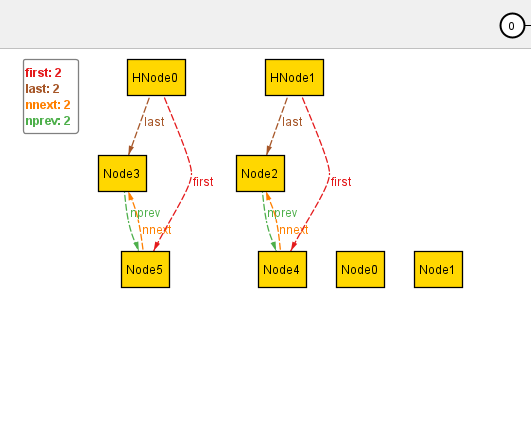 0
first: 2
last: 2
nnext: 2
nprev: 2
HNode0
HNode1
last
last
Node3
Node2
first
first
nprev
nprev
nnext
nnext
Node5
Node4
Node0
Node1